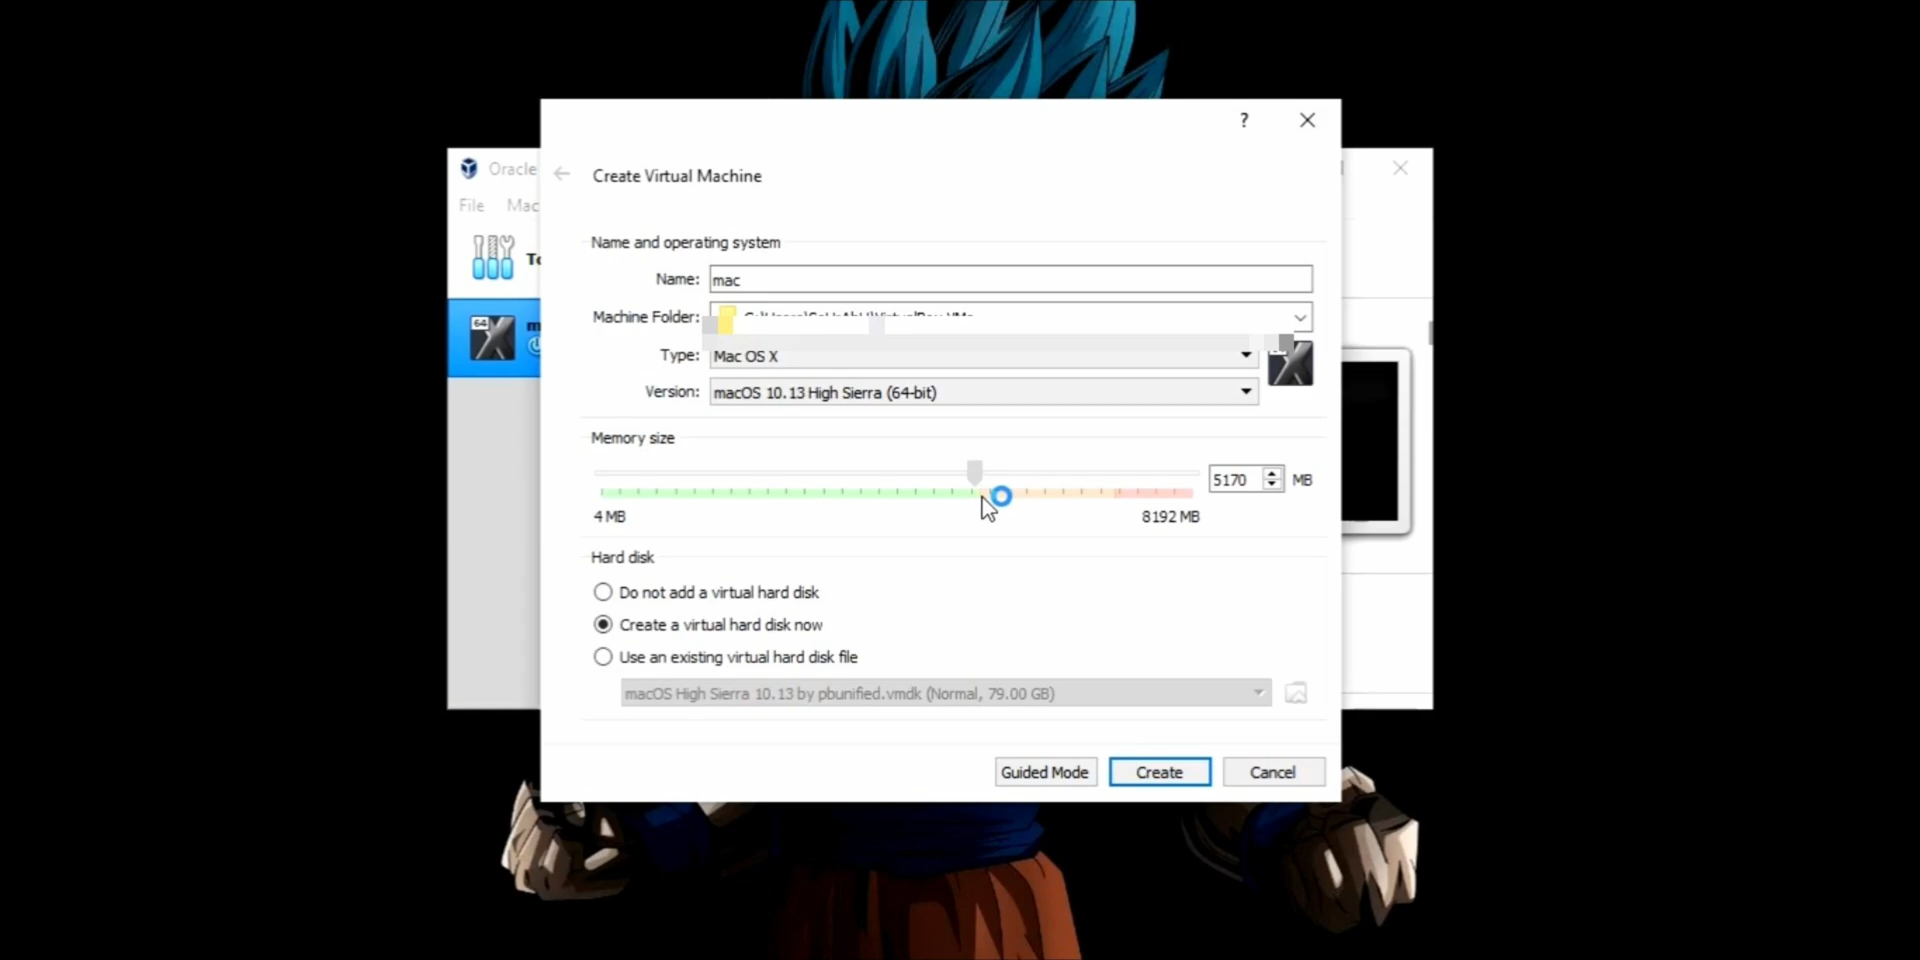 ?
Oracle
Create Virtual Machine
File
Name and operating system
Name: mac
Machine Folder:
Type: Mac OS X
64
Version: macOS 10.13 High Sierra (64-bit)
Memory size
5170 MB
4 MB
8192 MB
Hard disk
Do not add a virtual hard disk
Create a virtual hard disk now
Use an existing virtual hard disk file
macOS High Sierra 10.13 by pbunified.vmdk (Normal, 79.00 GB)
Guided Mode
Create
Cancel